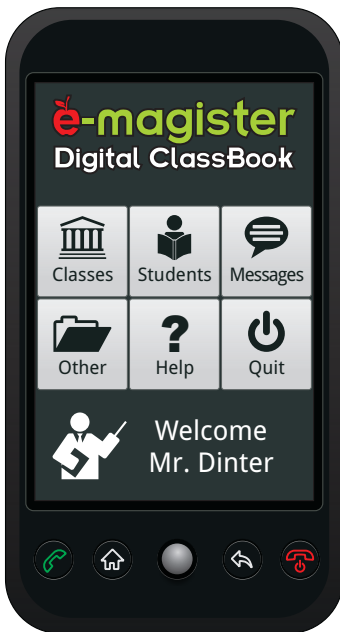 e-magister
Digital ClassBook
Classes Students Messages
Other Help Quit
Welcome
Mr. Dinter